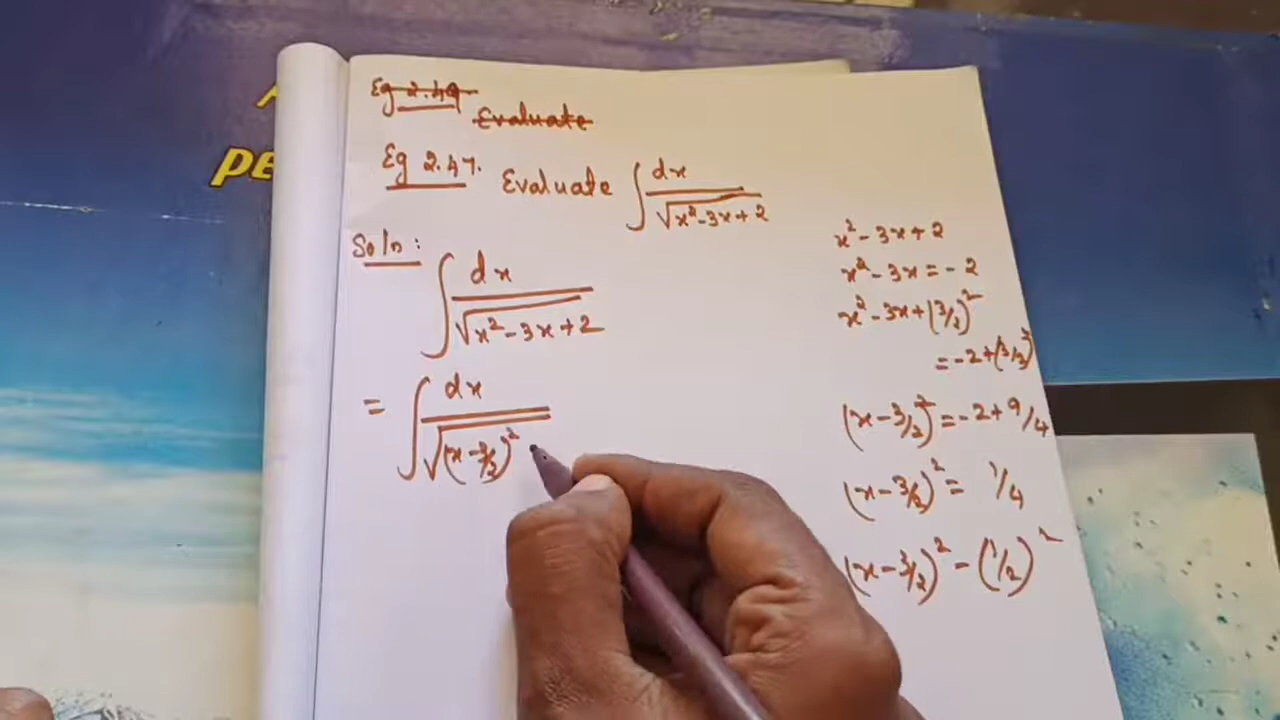 Eg 2.49
Evaluate
pe
Eg 2.47. Evaluate ∫ dx / √(x² - 3x + 2)
Soln:
∫ dx / √(x² - 3x + 2)
= ∫ dx / √((x - 3/2)²
x² - 3x + 2
x² - 3x = -2
x² - 3x + (3/2)²
= -2 + (3/2)²
(x - 3/2)² = -2 + 9/4
(x - 3/2)² = 1/4
(x - 3/2)² - (1/2)²